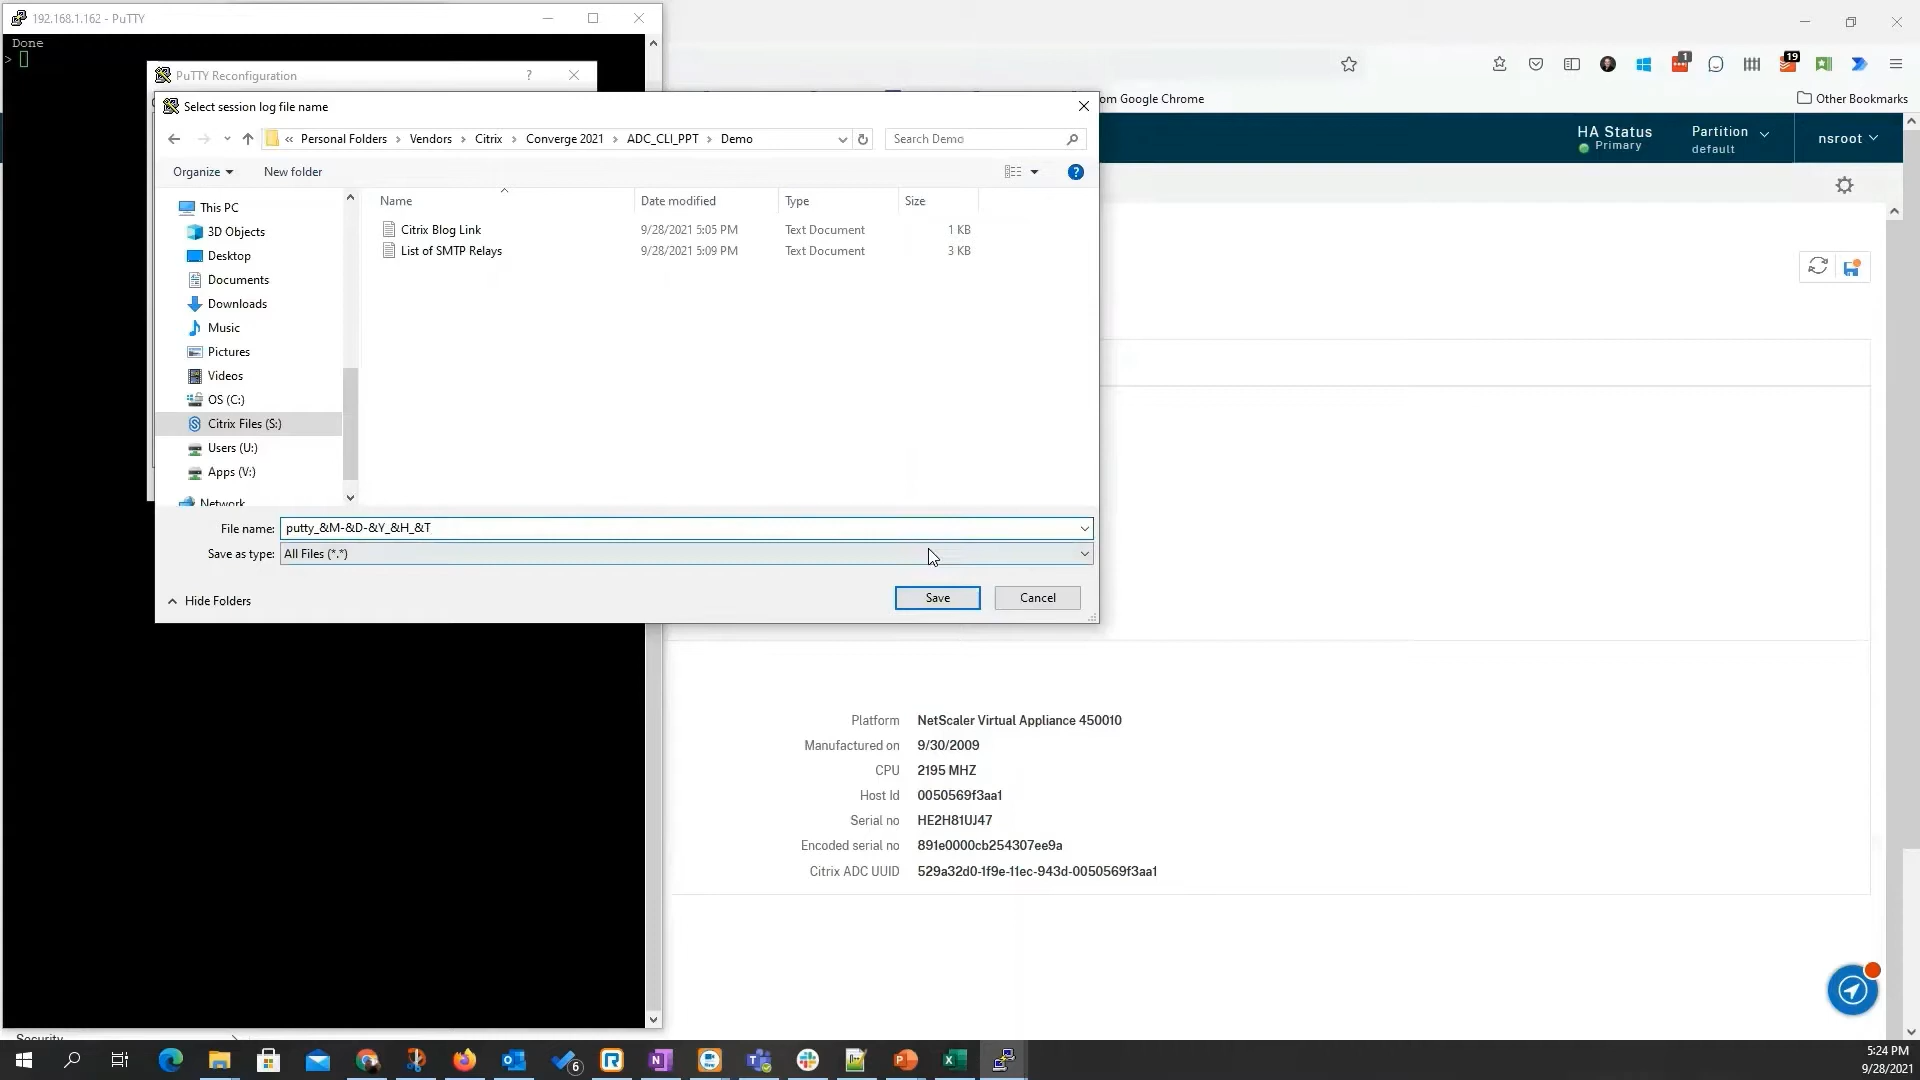 192.168.1.162 - PuTTY
Done
>
PuTTY Reconfiguration
?
Select session log file name
om Google Chrome
Other Bookmarks
1
19
« Personal Folders > Vendors > Citrix > Converge 2021 > ADC_CLI_PPT > Demo
Search Demo
HA Status
Primary
Partition
default
nsroot
Organize
New folder
?
This PC
3D Objects
Desktop
Documents
Downloads
Music
Pictures
Videos
OS (C:)
Citrix Files (S:)
Users (U:)
Apps (V:)
Network
Name Date modified Type Size
Citrix Blog Link 9/28/2021 5:05 PM Text Document 1 KB
List of SMTP Relays 9/28/2021 5:09 PM Text Document 3 KB
File name: putty_&M-&D-&Y_&H_&T
Save as type: All Files (*.*)
Hide Folders
Save
Cancel
Platform NetScaler Virtual Appliance 450010
Manufactured on 9/30/2009
CPU 2195 MHZ
Host Id 0050569f3aa1
Serial no HE2H81UJ47
Encoded serial no 891e0000cb254307ee9a
Citrix ADC UUID 529a32d0-1f9e-11ec-943d-0050569f3aa1
Security
6
5:24 PM
9/28/2021